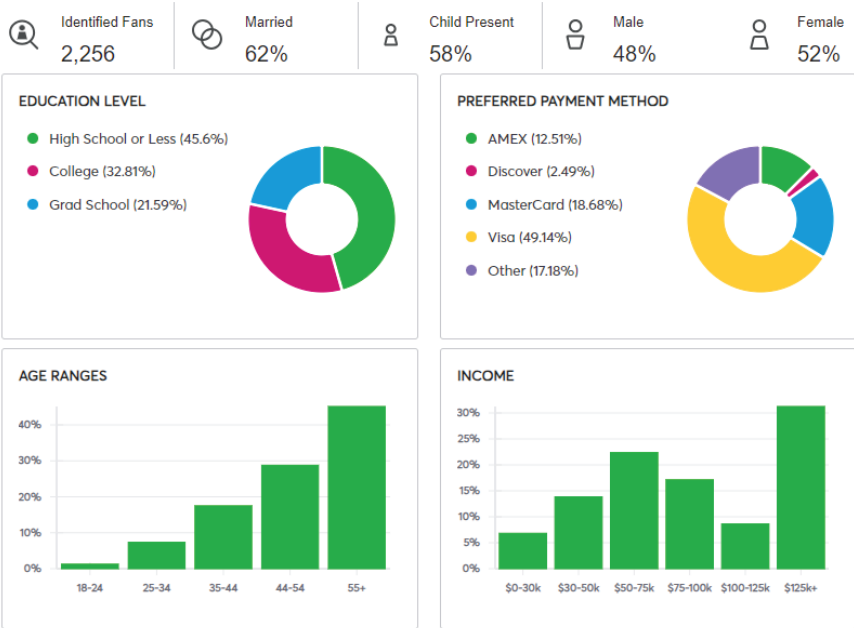 Identified Fans
2,256
Married
62%
Child Present
58%
Male
48%
Female
52%
EDUCATION LEVEL
High School or Less (45.6%)
College (32.81%)
Grad School (21.59%)
PREFERRED PAYMENT METHOD
AMEX (12.51%)
Discover (2.49%)
MasterCard (18.68%)
Visa (49.14%)
Other (17.18%)
AGE RANGES
40%
30%
20%
10%
0%
18-24 25-34 35-44 44-54 55+
INCOME
30%
25%
20%
15%
10%
5%
0%
$0-30k $30-50k $50-75k $75-100k $100-125k $125k+